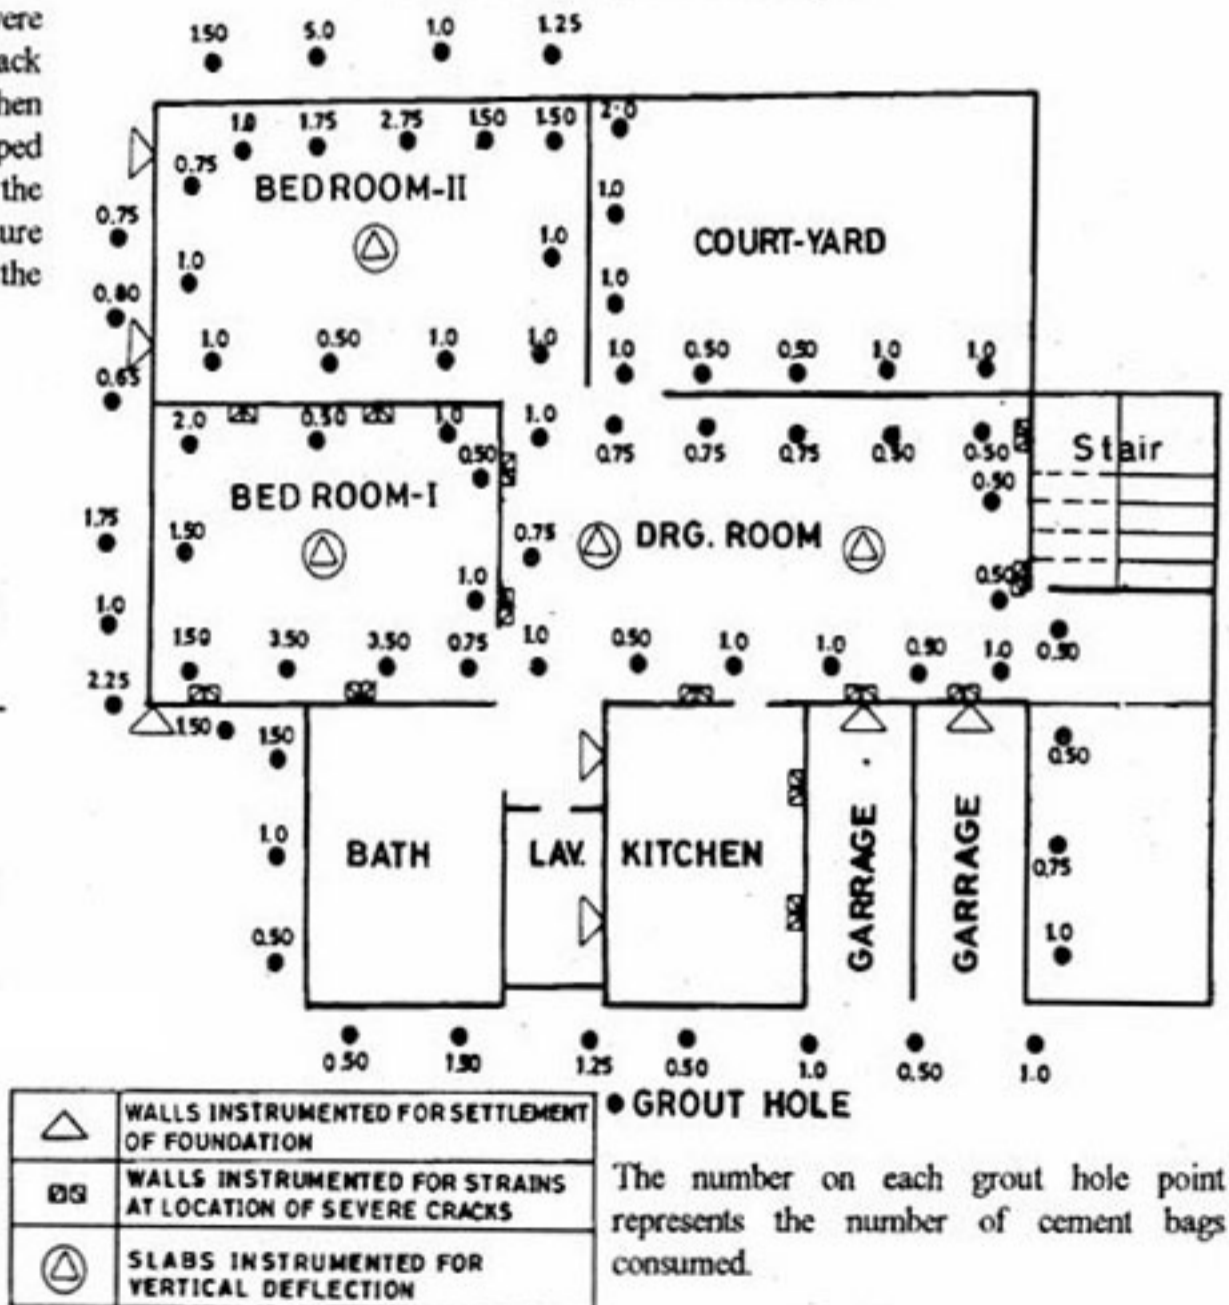 ere
ack
hen
ped
the
ure
the
1.50 5.0 1.0 1.25
1.0 1.75 2.75 1.50 1.50 2.0
0.75
BEDROOM-II
0.75
1.0
1.0
COURT-YARD
1.0
1.0
0.80
1.0 0.50 1.0 1.0 1.0 0.50 0.50 1.0 1.0
0.65
2.0 0.50 1.0 1.0
0.50
0.75 0.75 0.75 0.50 0.50
Stair
0.50
BED ROOM-I
1.75
1.50
0.75
DRG. ROOM
1.0
0.50
1.0
1.50 3.50 3.50 0.75 1.0 0.50 1.0 1.0 0.50 1.0 0.50
2.25
1.50
1.50
0.50
1.0
BATH
LAV.
KITCHEN
GARRAGE
GARRAGE
0.75
0.50
1.0
0.50 1.50 1.25 0.50 1.0 0.50 1.0
GROUT HOLE
WALLS INSTRUMENTED FOR SETTLEMENT
OF FOUNDATION
WALLS INSTRUMENTED FOR STRAINS
AT LOCATION OF SEVERE CRACKS
SLABS INSTRUMENTED FOR
VERTICAL DEFLECTION
The number on each grout hole point
represents the number of cement bags
consumed.